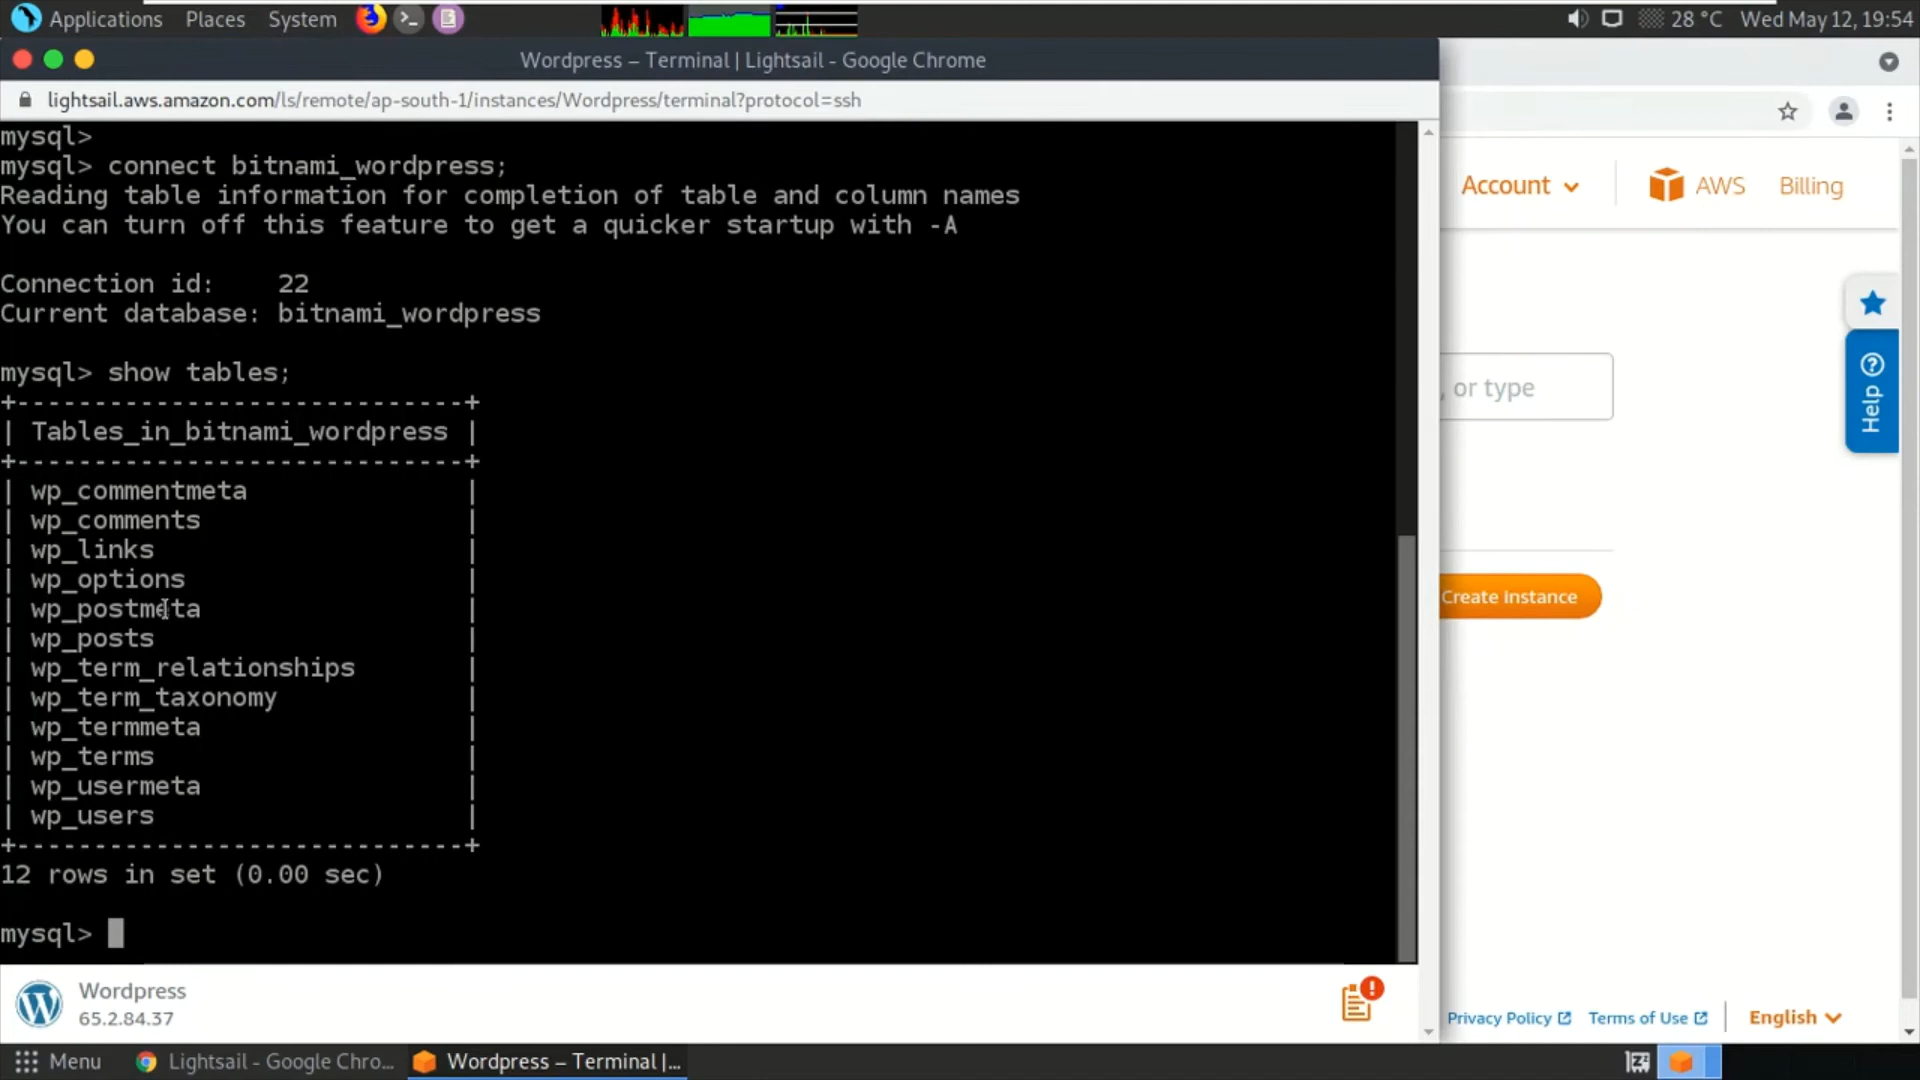 Applications Places System 28 °C Wed May 12, 19:54
Wordpress – Terminal | Lightsail - Google Chrome
lightsail.aws.amazon.com/ls/remote/ap-south-1/instances/Wordpress/terminal?protocol=ssh
mysql>
mysql> connect bitnami_wordpress;
Reading table information for completion of table and column names
You can turn off this feature to get a quicker startup with -A
Connection id:    22
Current database: bitnami_wordpress
mysql> show tables;
+-----------------------------+
| Tables_in_bitnami_wordpress |
+-----------------------------+
| wp_commentmeta              |
| wp_comments                 |
| wp_links                    |
| wp_options                  |
| wp_postmeta                 |
| wp_posts                    |
| wp_term_relationships       |
| wp_term_taxonomy            |
| wp_termmeta                 |
| wp_terms                    |
| wp_usermeta                 |
| wp_users                    |
+-----------------------------+
12 rows in set (0.00 sec)
mysql>
Account AWS Billing
, or type
Help
Create instance
Wordpress
65.2.84.37
Privacy Policy Terms of Use English
Menu Lightsail - Google Chro... Wordpress – Terminal |...